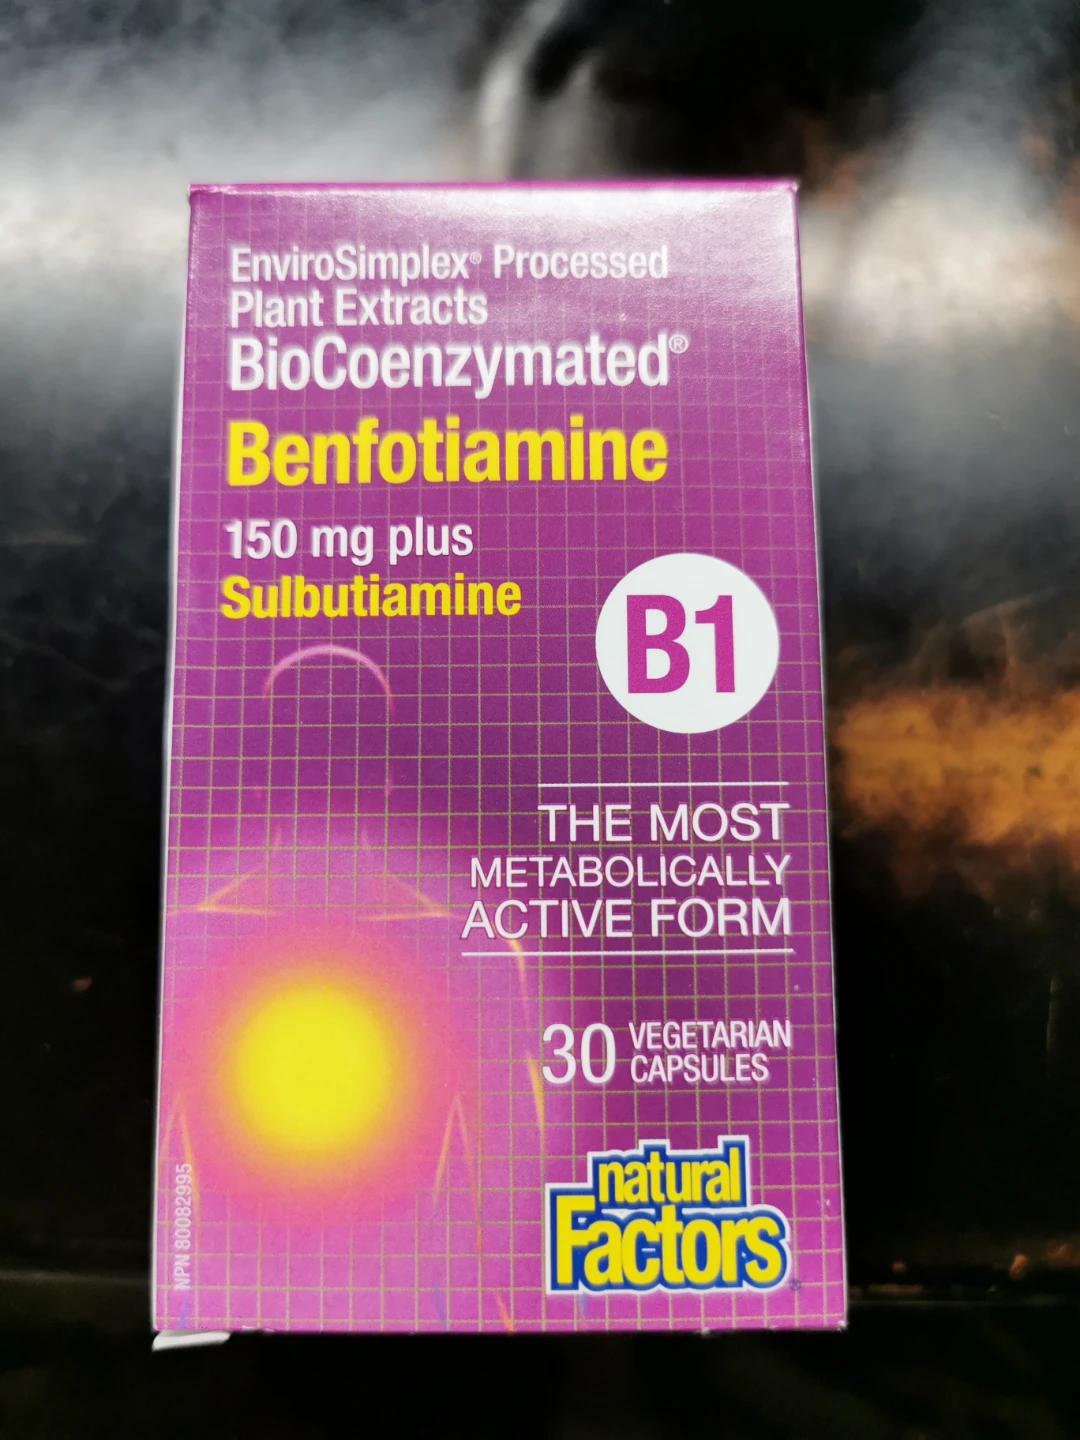 EnviroSimplex® Processed
Plant Extracts
BioCoenzymated®
Benfotiamine
150 mg plus
Sulbutiamine
B1
THE MOST
METABOLICALLY
ACTIVE FORM
30 VEGETARIAN
CAPSULES
natural
Factors
NPN 80082995